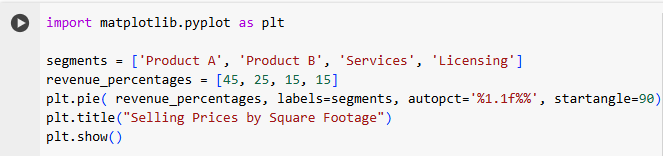 import matplotlib.pyplot as plt
segments = ['Product A', 'Product B', 'Services', 'Licensing']
revenue_percentages = [45, 25, 15, 15]
plt.pie( revenue_percentages, labels=segments, autopct='%1.1f%%', startangle=90)
plt.title("Selling Prices by Square Footage")
plt.show()